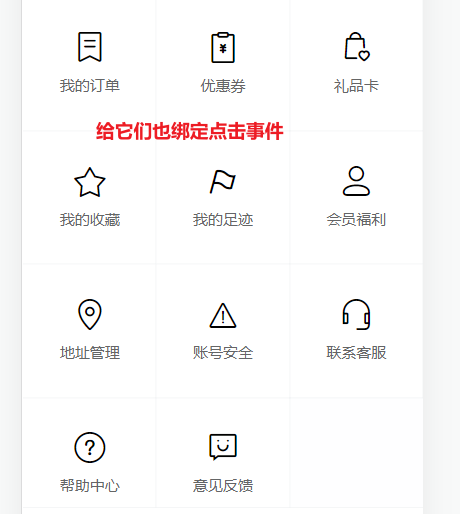 我的订单 优惠券 礼品卡
给它们也绑定点击事件
我的收藏 我的足迹 会员福利
地址管理 账号安全 联系客服
帮助中心 意见反馈